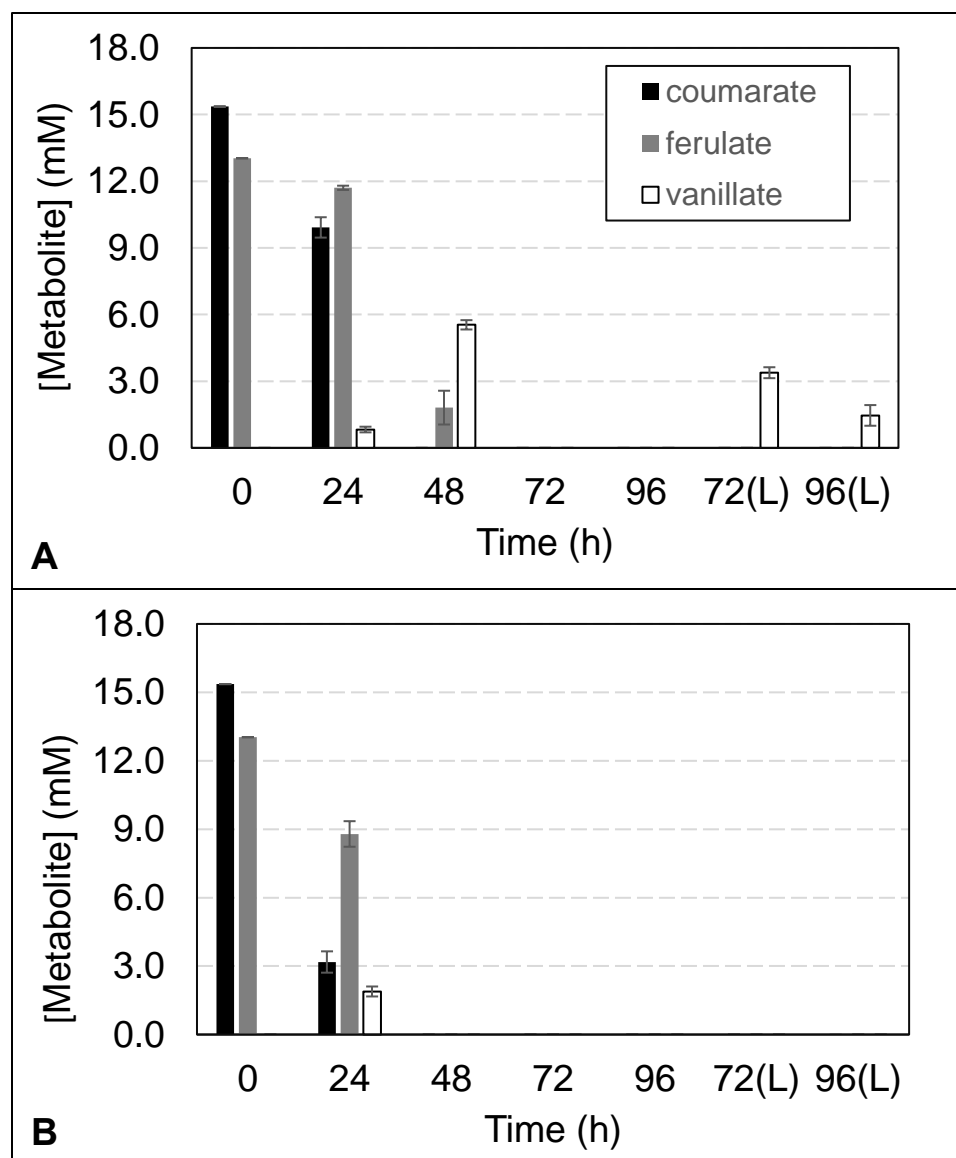 18.0
15.0
12.0
9.0
6.0
3.0
0.0
[Metabolite] (mM)
coumarate
ferulate
vanillate
0 24 48 72 96 72(L) 96(L)
Time (h)
A
18.0
15.0
12.0
9.0
6.0
3.0
0.0
[Metabolite] (mM)
0 24 48 72 96 72(L) 96(L)
Time (h)
B